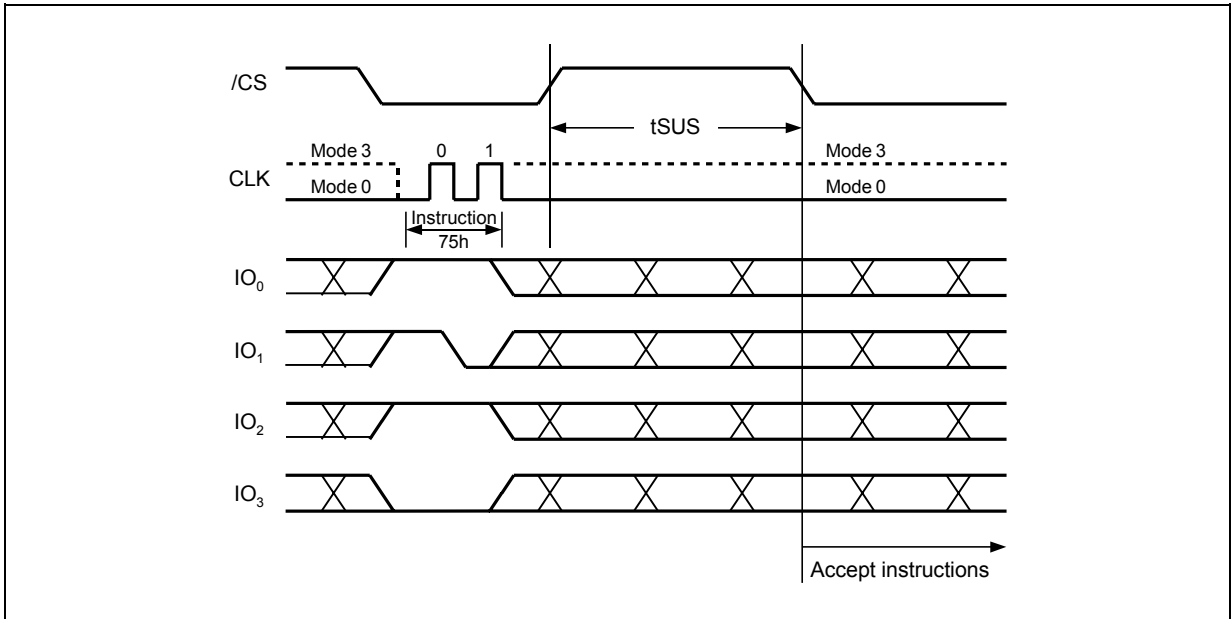 /CS
tSUS
Mode 3 0 1 Mode 3
CLK
Mode 0 Mode 0
Instruction
75h
IO0
IO1
IO2
IO3
Accept instructions